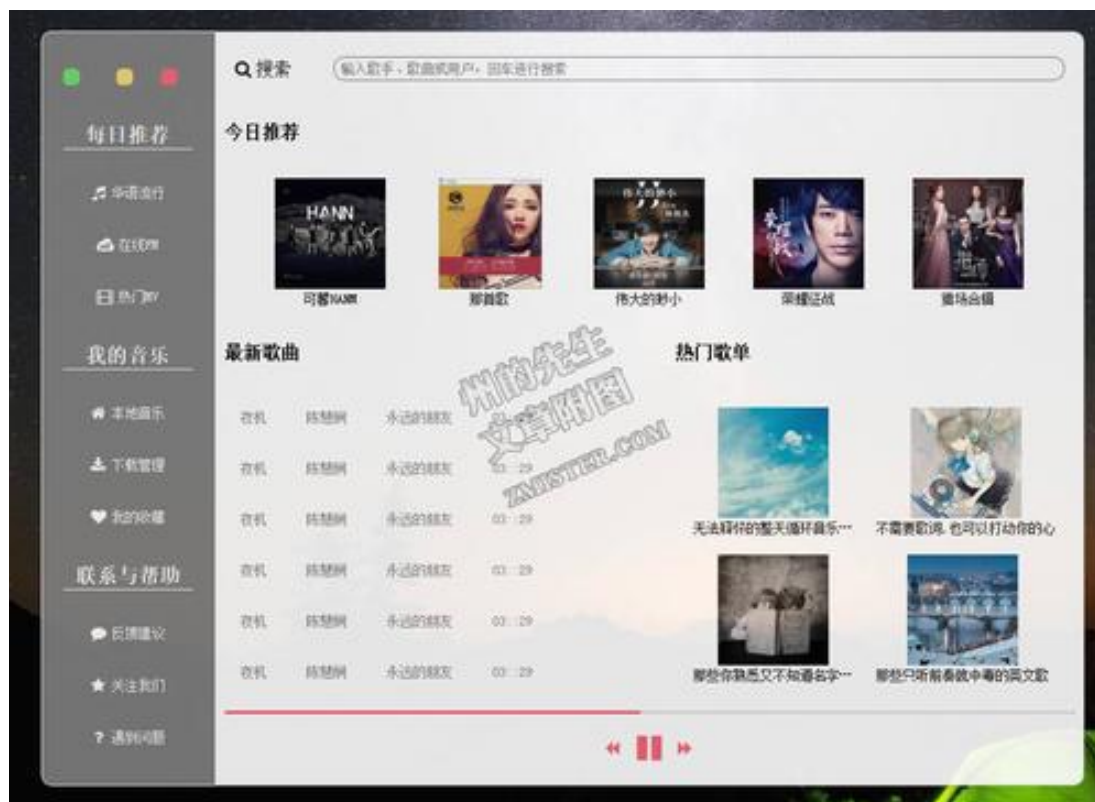 搜索
输入歌手、歌曲或用户,回车进行搜索
每日推荐
华语流行
在线FM
热门MV
我的音乐
本地音乐
下载管理
我的收藏
联系与帮助
反馈建议
关注我们
遇到问题
今日推荐
HANN
可馨HANM
那首歌
伟大的渺小
荣耀征战
猎场合辑
最新歌曲
夜机 陈慧娴 永远的朋友
夜机 陈慧娴 永远的朋友 03::29
夜机 陈慧娴 永远的朋友 03::29
夜机 陈慧娴 永远的朋友 03::29
夜机 陈慧娴 永远的朋友 03::29
夜机 陈慧娴 永远的朋友 03::29
州的先生
文章附图
ZMISTER.COM
热门歌单
无法释怀的整天循环音乐…
不需要歌词,也可以打动你的心
那些你熟悉又不知道名字…
那些只听前奏就中毒的英文歌